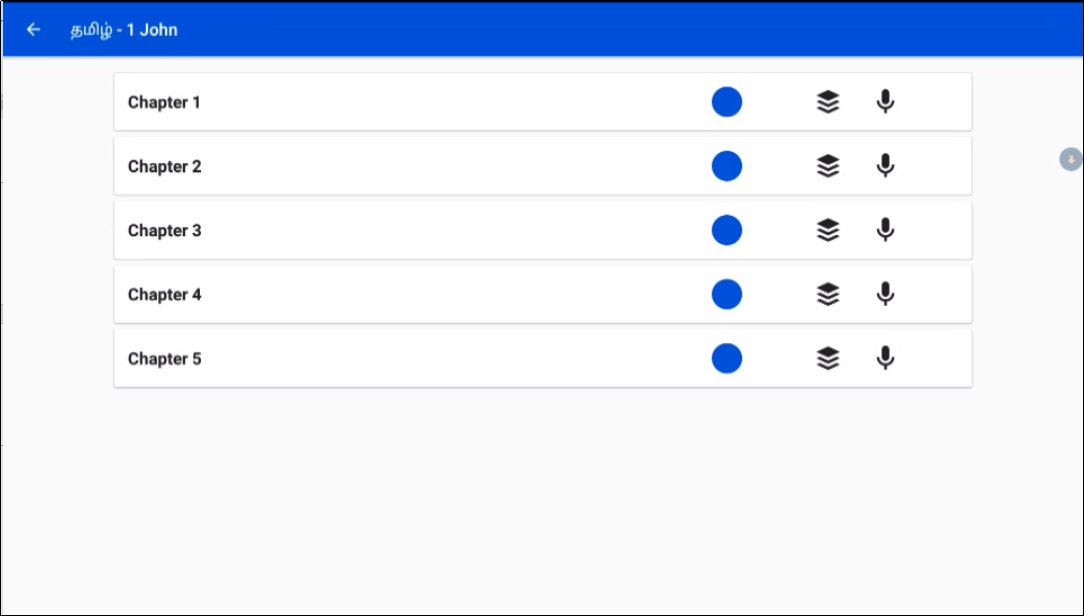 தமிழ் - 1 John
Chapter 1
Chapter 2
Chapter 3
Chapter 4
Chapter 5